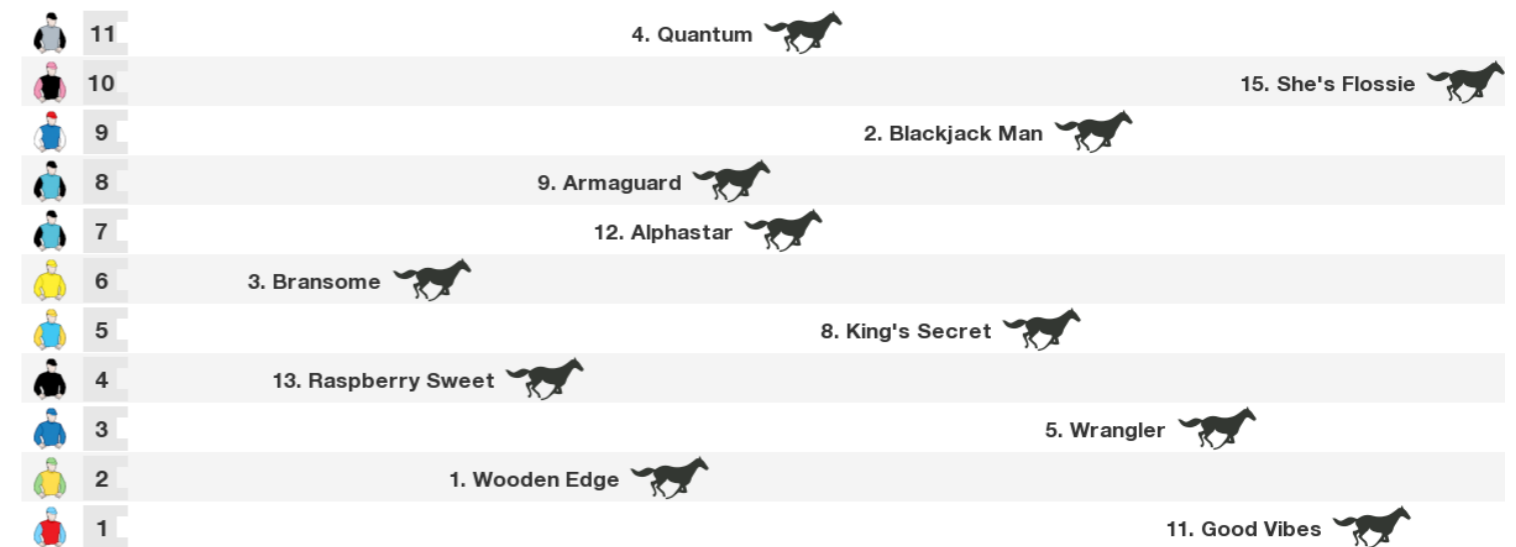 11 4. Quantum
10 15. She's Flossie
9 2. Blackjack Man
8 9. Armaguard
7 12. Alphastar
6 3. Bransome
5 8. King's Secret
4 13. Raspberry Sweet
3 5. Wrangler
2 1. Wooden Edge
1 11. Good Vibes